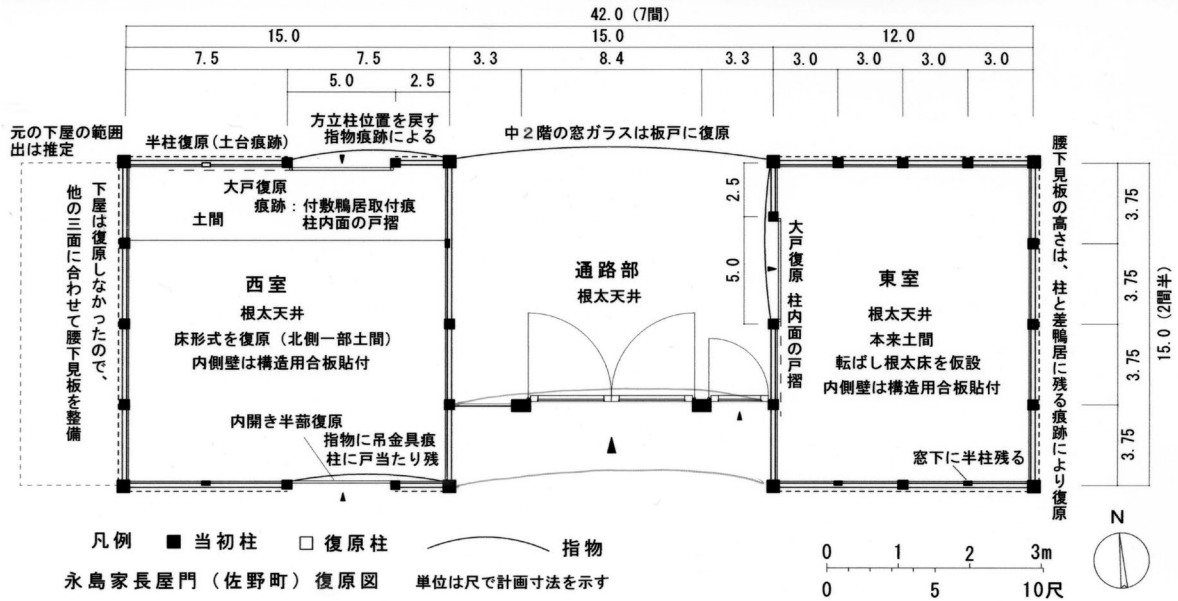 42.0（7間）
15.0 15.0 12.0
7.5 7.5 3.3 8.4 3.3 3.0 3.0 3.0 3.0
5.0 2.5
元の下屋の範囲
出は推定
半柱復原（土台痕跡）
方立柱位置を戻す
指物痕跡による
中２階の窓ガラスは板戸に復原
下屋は復原しなかったので、
他の三面に合わせて腰下見板を整備
大戸復原
痕跡：付敷鴨居取付痕
柱内面の戸摺
土間
西室
根太天井
床形式を復原（北側一部土間）
内側壁は構造用合板貼付
内開き半蔀復原
指物に吊金具痕
柱に戸当たり残
通路部
根太天井
2.5
5.0
大戸復原 柱内面の戸摺
東室
根太天井
本来土間
転ばし根太床を仮設
内側壁は構造用合板貼付
窓下に半柱残る
腰下見板の高さは、柱と差鴨居に残る痕跡により復原
3.75
3.75
3.75
3.75
15.0（2間半）
凡例 ■ 当初柱 □ 復原柱 指物
永島家長屋門（佐野町）復原図 単位は尺で計画寸法を示す
0 1 2 3m
0 5 10尺
N